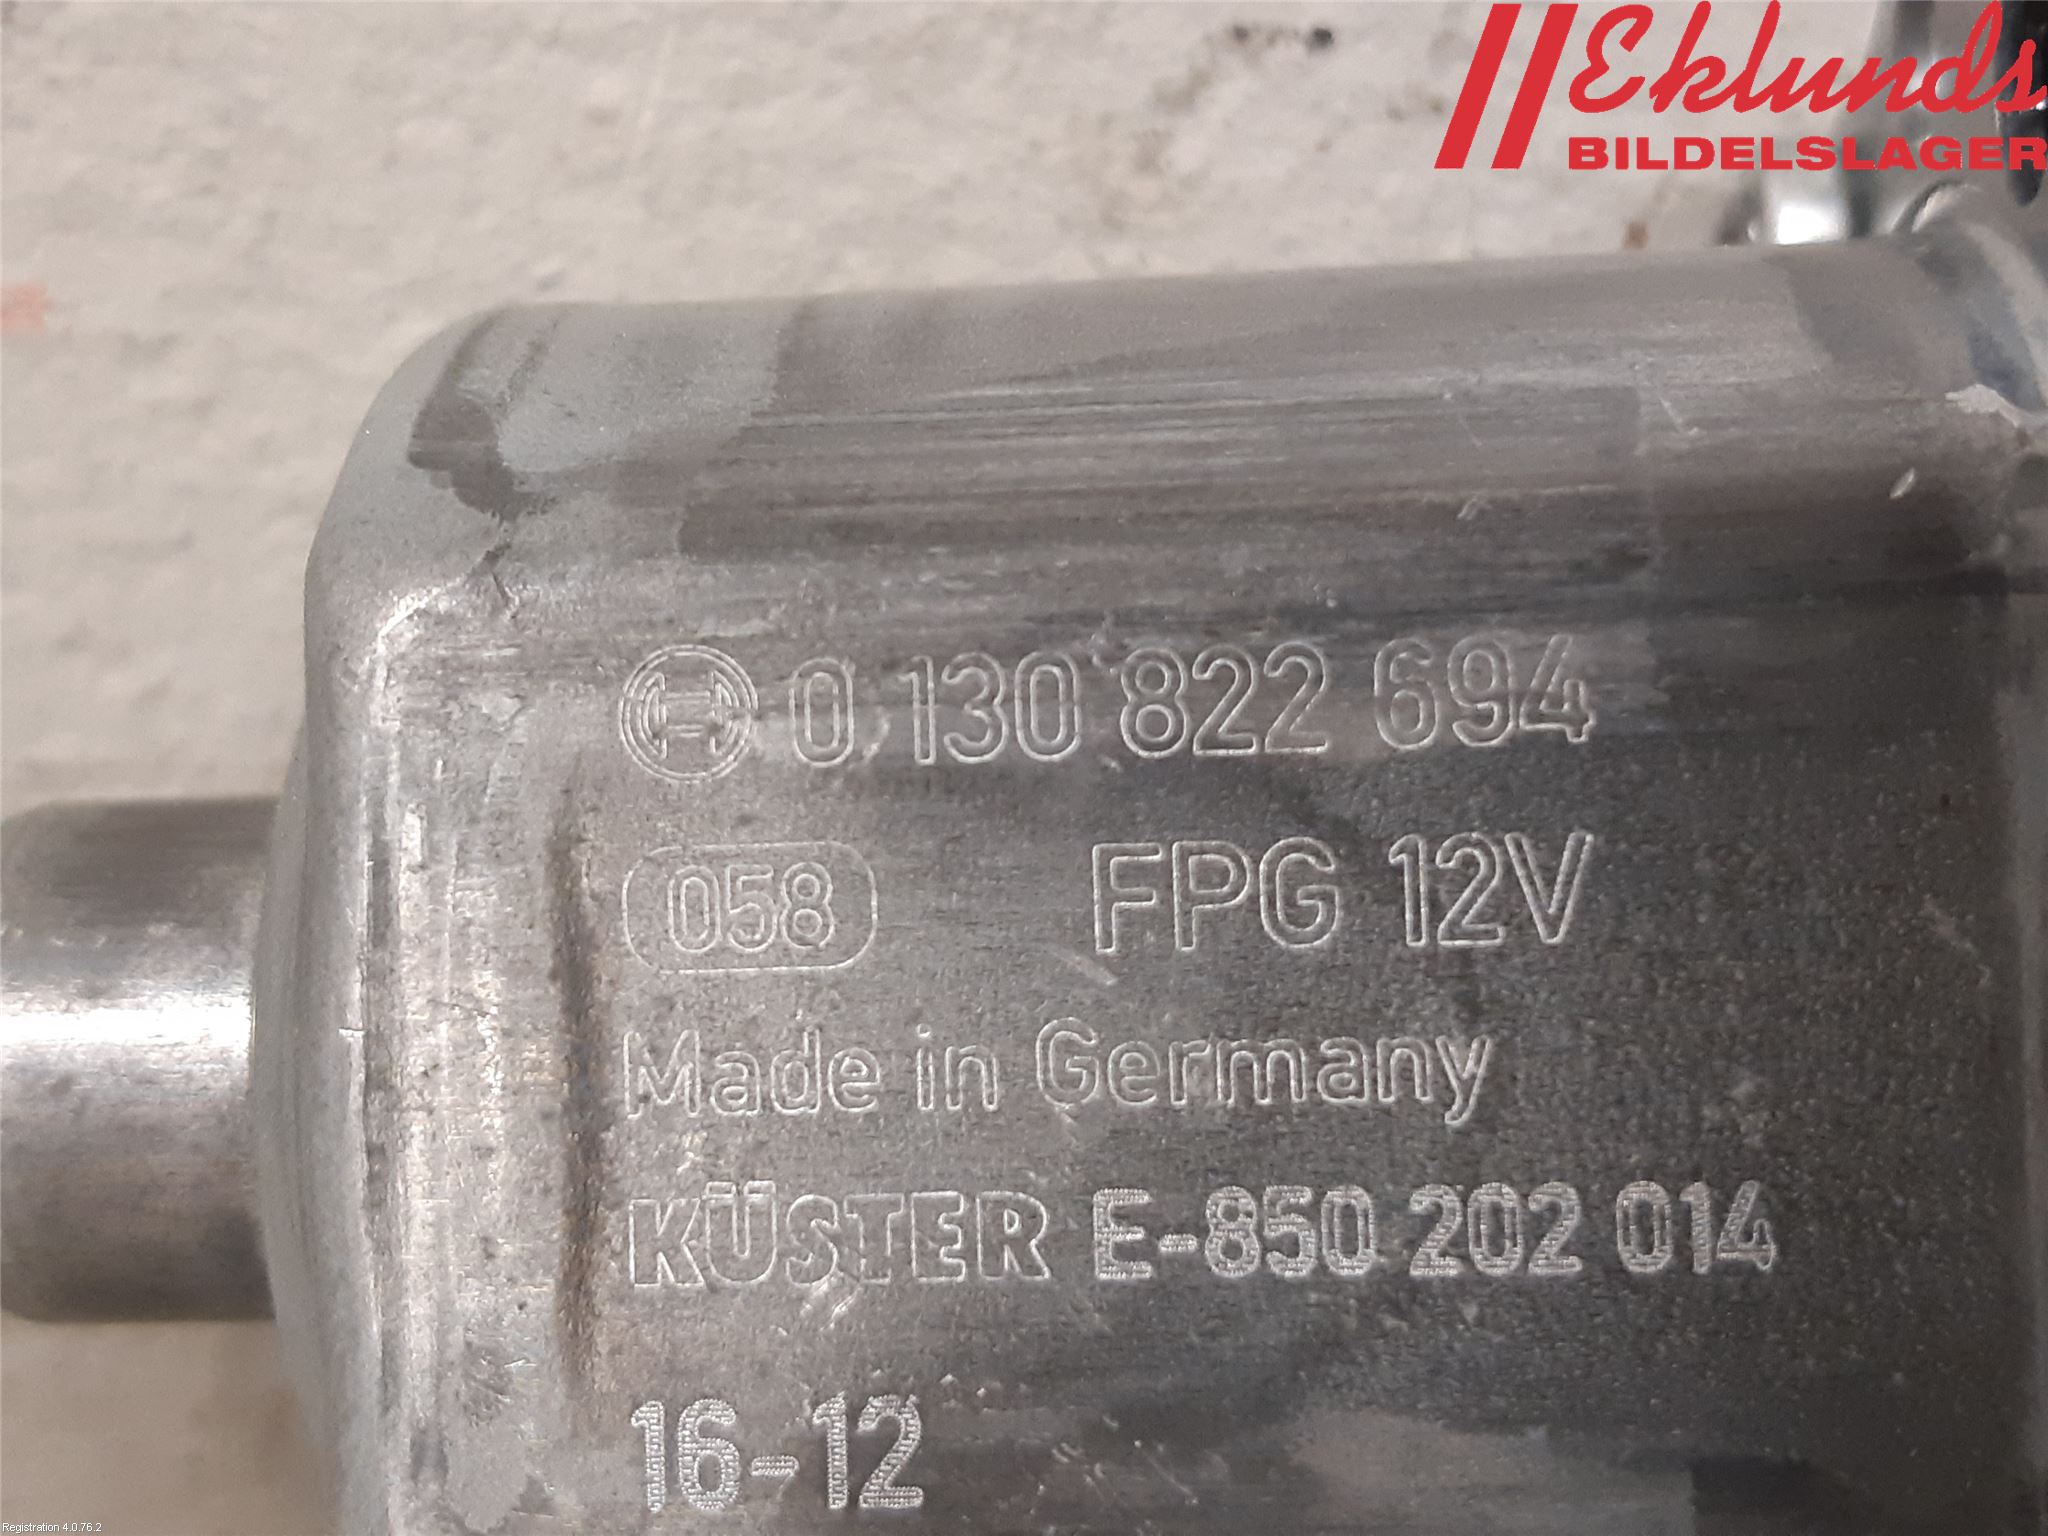 Eklunds
BILDELSLAGER
0 130 822 694
058 FPG 12V
Made in Germany
KÜSTER E-850 202 014
16-12
Registration 4.0.76.2